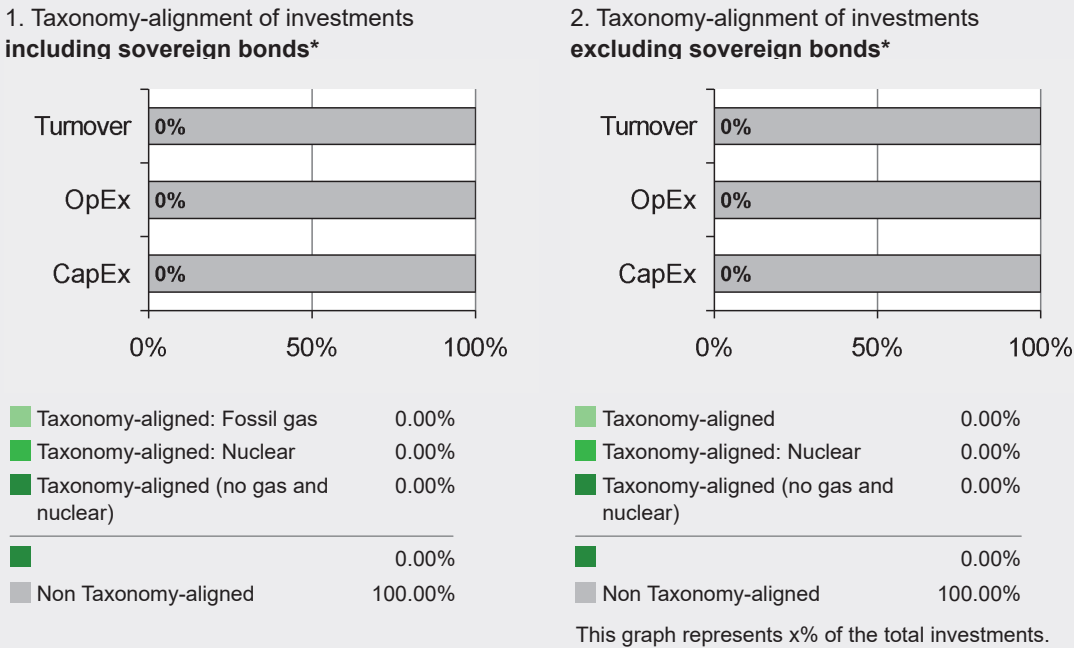 1. Taxonomy-alignment of investments
including sovereign bonds*
Turnover
0%
OpEx
0%
CapEx
0%
0%
50%
100%
Taxonomy-aligned: Fossil gas 0.00%
Taxonomy-aligned: Nuclear 0.00%
Taxonomy-aligned (no gas and 0.00%
nuclear)
0.00%
Non Taxonomy-aligned 100.00%
2. Taxonomy-alignment of investments
excluding sovereign bonds*
Turnover
0%
OpEx
0%
CapEx
0%
0%
50%
100%
Taxonomy-aligned 0.00%
Taxonomy-aligned: Nuclear 0.00%
Taxonomy-aligned (no gas and 0.00%
nuclear)
0.00%
Non Taxonomy-aligned 100.00%
This graph represents x% of the total investments.